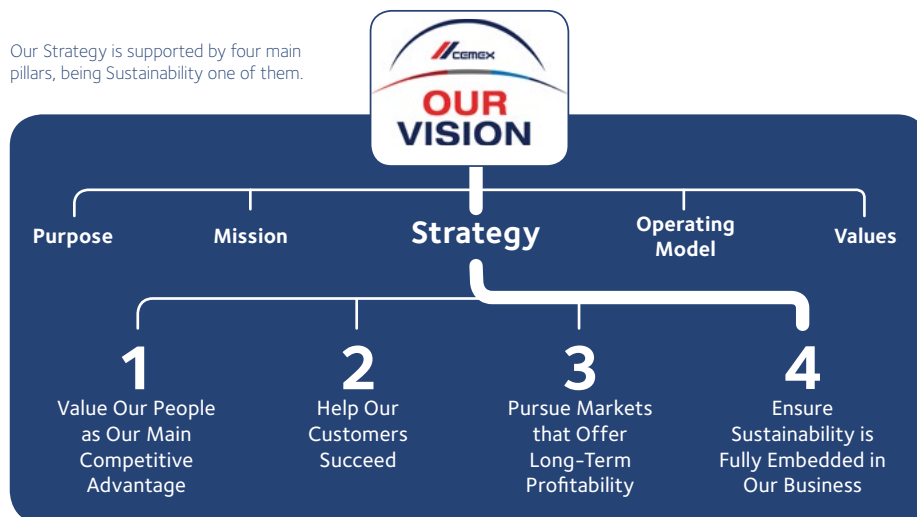 Our Strategy is supported by four main
pillars, being Sustainability one of them.
CEMEX
OUR
VISION
Purpose
Mission
Strategy
Operating
Model
Values
1
Value Our People
as Our Main
Competitive
Advantage
2
Help Our
Customers
Succeed
3
Pursue Markets
that Offer
Long-Term
Profitability
4
Ensure
Sustainability is
Fully Embedded in
Our Business